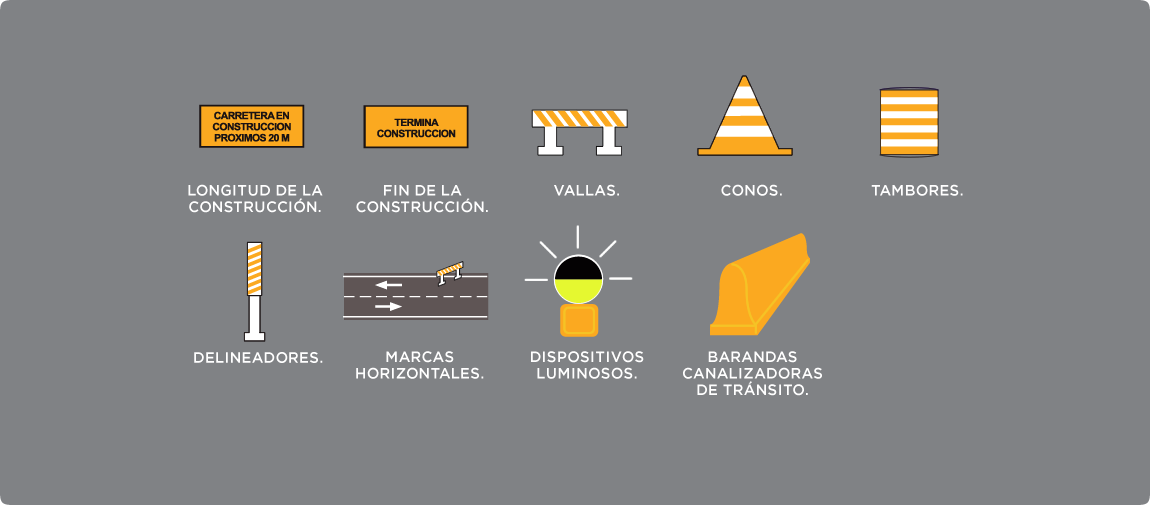 CARRETERA EN
CONSTRUCCION
PROXIMOS 20 M
TERMINA
CONSTRUCCION
LONGITUD DE LA
CONSTRUCCIÓN.
FIN DE LA
CONSTRUCCIÓN.
VALLAS.
CONOS.
TAMBORES.
DELINEADORES.
MARCAS
HORIZONTALES.
DISPOSITIVOS
LUMINOSOS.
BARANDAS
CANALIZADORAS
DE TRÁNSITO.